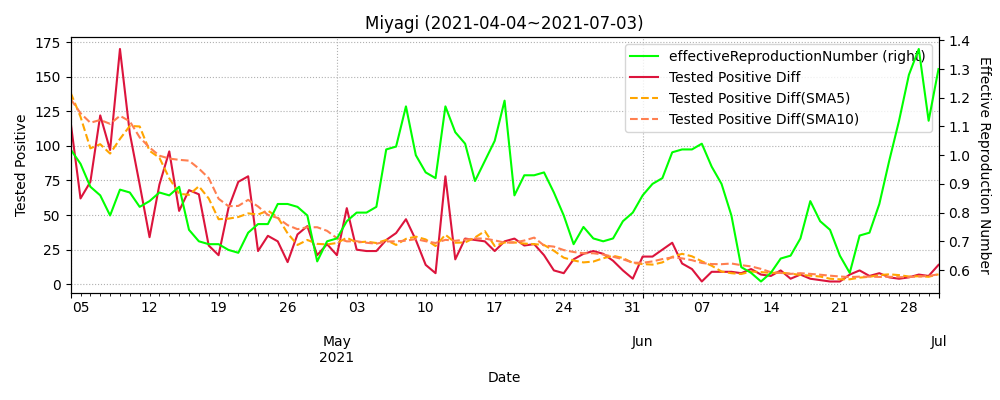 Miyagi (2021-04-04~2021-07-03)
175
150
125
100
75
50
25
0
Tested Positive
1.4
1.3
1.2
1.1
1.0
0.9
0.8
0.7
0.6
Effective Reproduction Number
effectiveReproductionNumber (right)
Tested Positive Diff
Tested Positive Diff(SMA5)
Tested Positive Diff(SMA10)
05 12 19 26 03 10 17 24 31 07 14 21 28
May Jun Jul
2021
Date